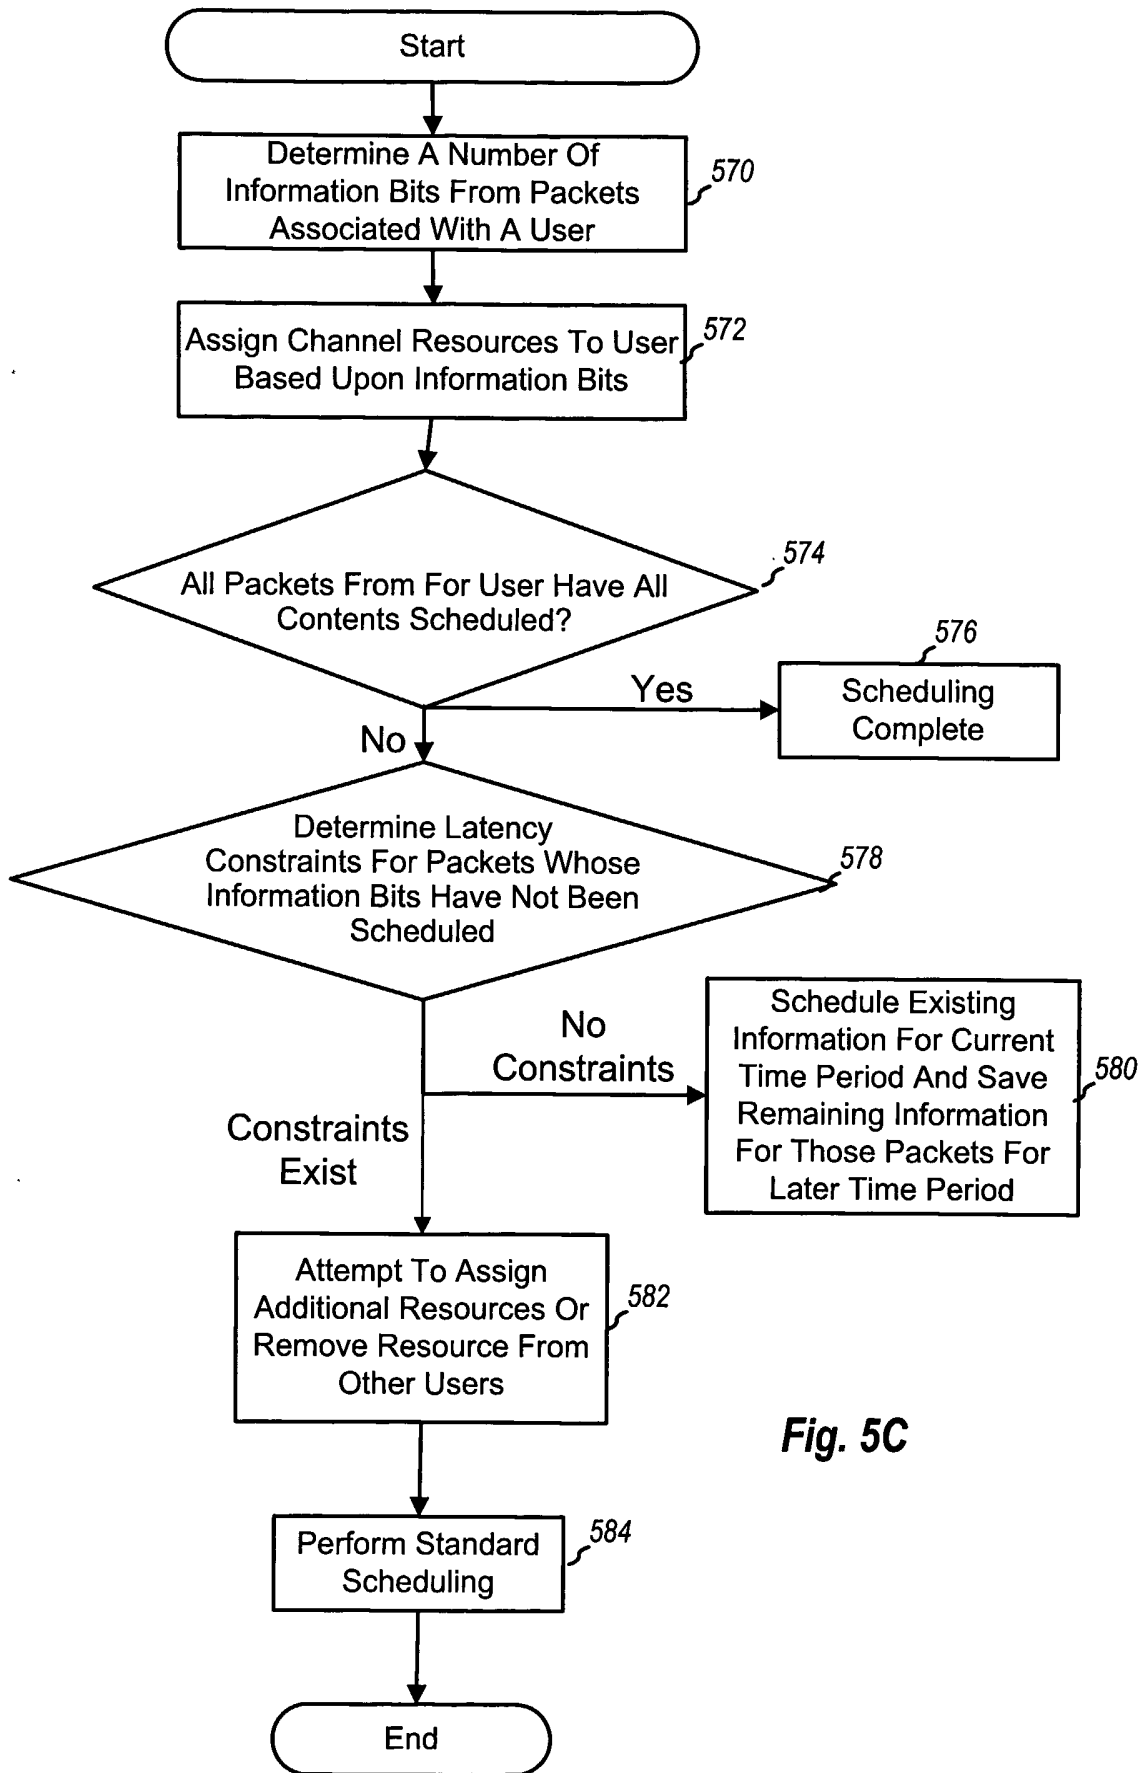 Start
Determine A Number Of
Information Bits From Packets
Associated With A User
570
Assign Channel Resources To User
Based Upon Information Bits
572
All Packets From For User Have All
Contents Scheduled?
574
Yes
576
Scheduling
Complete
No
Determine Latency
Constraints For Packets Whose
Information Bits Have Not Been
Scheduled
578
No
Constraints
Schedule Existing
Information For Current
Time Period And Save
Remaining Information
For Those Packets For
Later Time Period
580
Constraints
Exist
Attempt To Assign
Additional Resources Or
Remove Resource From
Other Users
582
Fig. 5C
Perform Standard
Scheduling
584
End